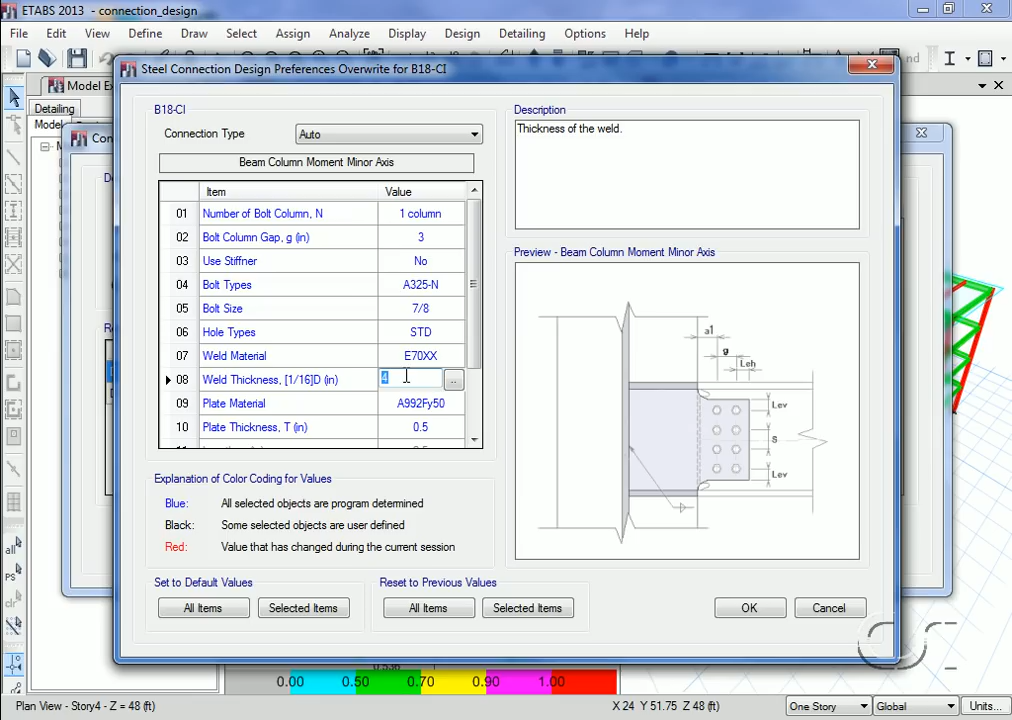 ETABS 2013 - connection_design
File Edit View Define Draw Select Assign Analyze Display Design Detailing Options Help
nd
Steel Connection Design Preferences Overwrite for B18-CI
Model Ex
Detailing
Model
Con
De
Re
B18-CI
Connection Type Auto
Beam Column Moment Minor Axis
Item Value
01 Number of Bolt Column, N 1 column
02 Bolt Column Gap, g (in) 3
03 Use Stiffner No
04 Bolt Types A325-N
05 Bolt Size 7/8
06 Hole Types STD
07 Weld Material E70XX
08 Weld Thickness, [1/16]D (in) 4 ..
09 Plate Material A992Fy50
10 Plate Thickness, T (in) 0.5
Description
Thickness of the weld.
Preview - Beam Column Moment Minor Axis
a1
g
Leh
Lev
S
Lev
Explanation of Color Coding for Values
Blue: All selected objects are program determined
Black: Some selected objects are user defined
Red: Value that has changed during the current session
Set to Default Values
All Items Selected Items
Reset to Previous Values
All Items Selected Items
OK Cancel
all
PS
clr
0.00 0.50 0.70 0.90 1.00
Plan View - Story4 - Z = 48 (ft)
X 24 Y 51.75 Z 48 (ft)
One Story Global Units...